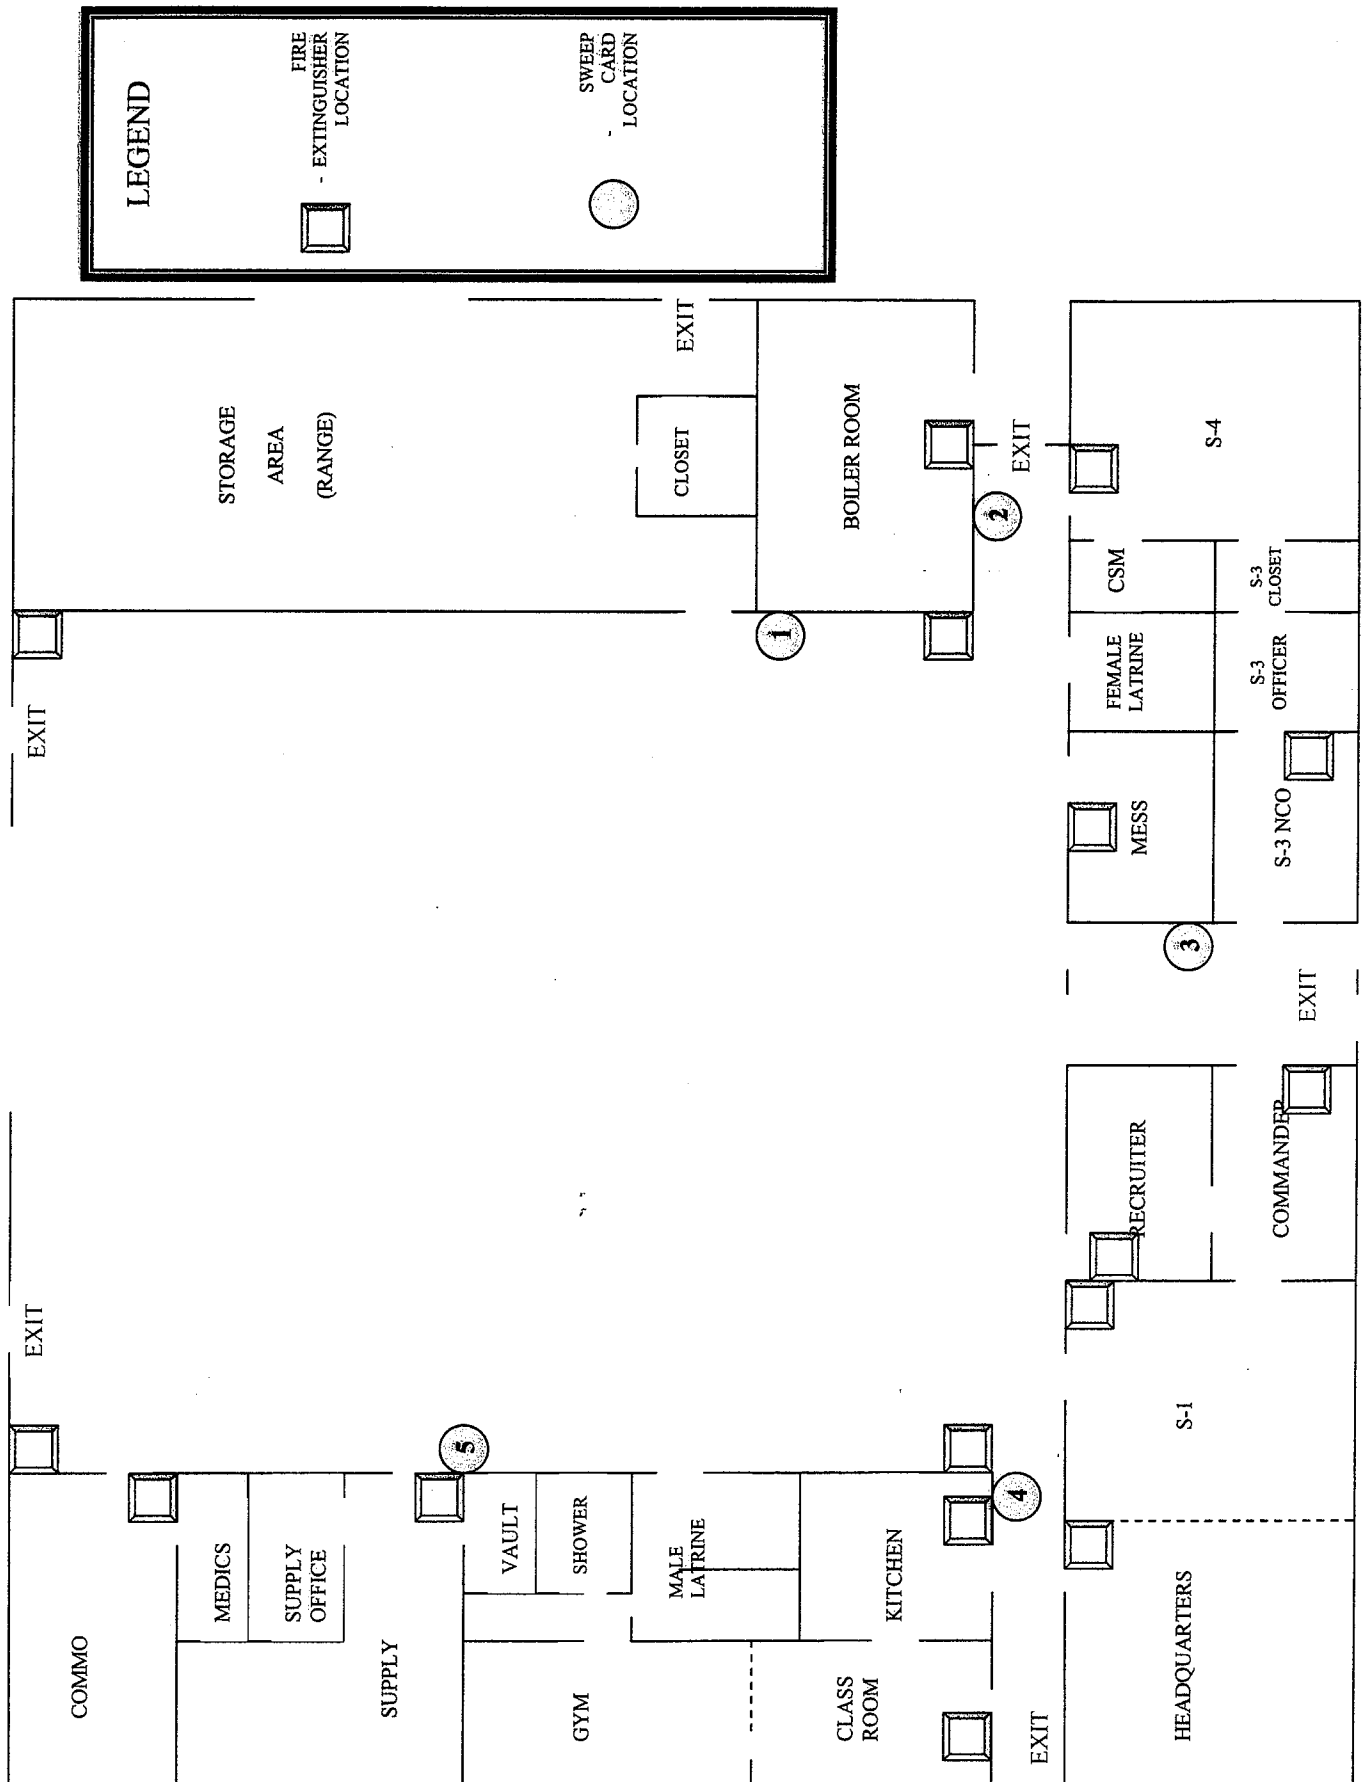 LEGEND
FIRE
- EXTINGUISHER
LOCATION
SWEEP
CARD
-
LOCATION
COMMO
MEDICS
SUPPLY
OFFICE
SUPPLY
5
VAULT
SHOWER
GYM
MALE
LATRINE
CLASS
ROOM
KITCHEN
4
EXIT
HEADQUARTERS
S-1
EXIT
EXIT
STORAGE
AREA
(RANGE)
EXIT
CLOSET
1
BOILER ROOM
2
EXIT
RECRUITER
COMMANDER
3
EXIT
MESS
S-3 NCO
FEMALE
LATRINE
S-3
OFFICER
CSM
S-3
CLOSET
S-4